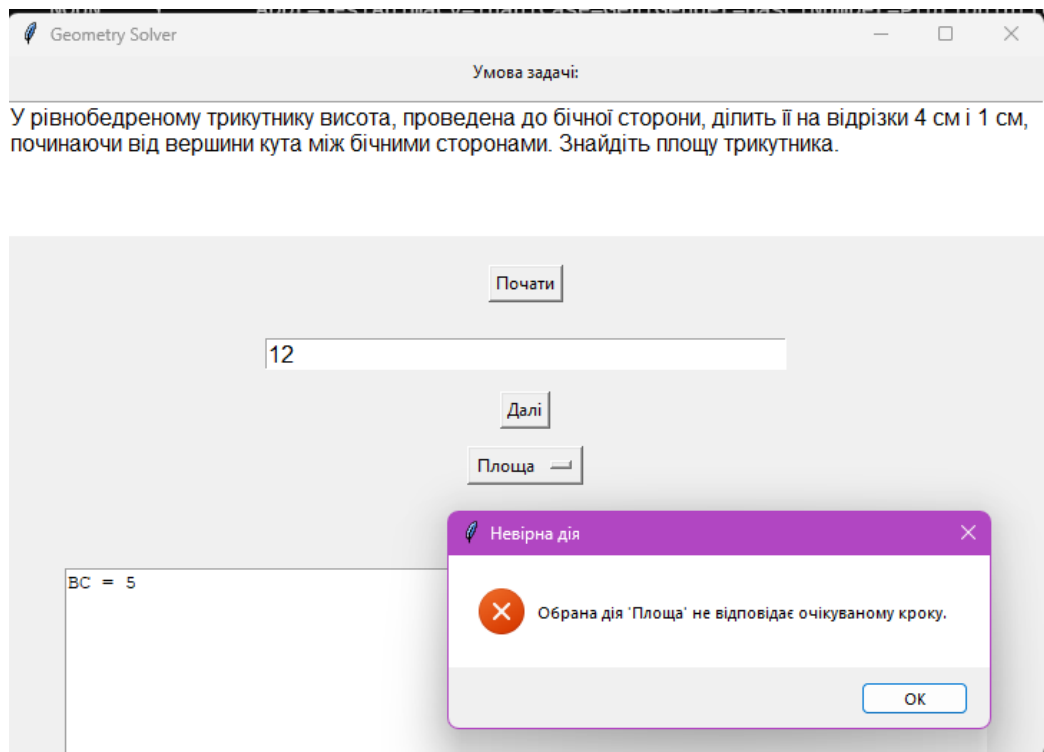 Geometry Solver
Умова задачі:
У рівнобедреному трикутнику висота, проведена до бічної сторони, ділить її на відрізки 4 см і 1 см,
починаючи від вершини кута між бічними сторонами. Знайдіть площу трикутника.
Почати
12
Далі
Площа
Невірна дія
BC = 5
Обрана дія 'Площа' не відповідає очікуваному кроку.
OK